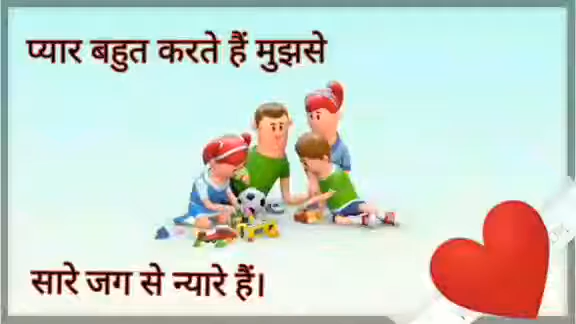 प्यार बहुत करते हैं मुझसे
सारे जग से न्यारे हैं।